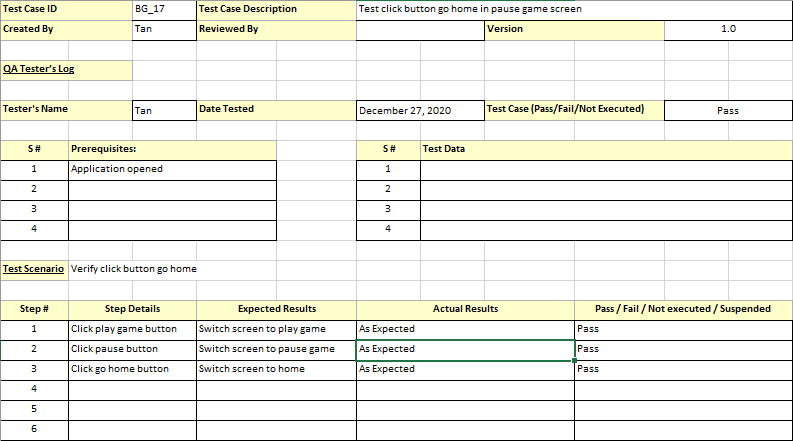 Test Case ID BG_17 Test Case Description Test click button go home in pause game screen
Created By Tan Reviewed By Version 1.0
QA Tester's Log
Tester's Name Tan Date Tested December 27, 2020 Test Case (Pass/Fail/Not Executed) Pass
S # Prerequisites: S # Test Data
1 Application opened 1
2 2
3 3
4 4
Test Scenario Verify click button go home
Step # Step Details Expected Results Actual Results Pass / Fail / Not executed / Suspended
1 Click play game button Switch screen to play game As Expected Pass
2 Click pause button Switch screen to pause game As Expected Pass
3 Click go home button Switch screen to home As Expected Pass
4
5
6